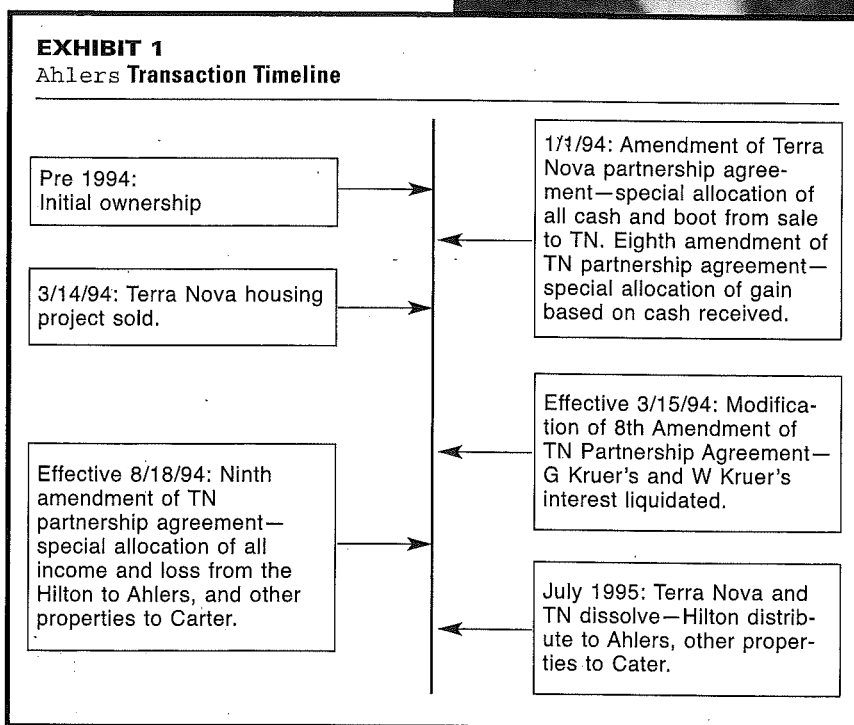 EXHIBIT 1
Ahlers Transaction Timeline
Pre 1994:
Initial ownership
1/1/94: Amendment of Terra
Nova partnership agree-
ment—special allocation of
all cash and boot from sale
to TN. Eighth amendment of
TN partnership agreement—
special allocation of gain
based on cash received.
3/14/94: Terra Nova housing
project sold.
Effective 3/15/94: Modifica-
tion of 8th Amendment of
TN Partnership Agreement—
G Kruer's and W Kruer's
interest liquidated.
Effective 8/18/94: Ninth
amendment of TN
partnership agreement—
special allocation of all
income and loss from the
Hilton to Ahlers, and other
properties to Carter.
July 1995: Terra Nova and
TN dissolve—Hilton distrib-
ute to Ahlers, other proper-
ties to Cater.